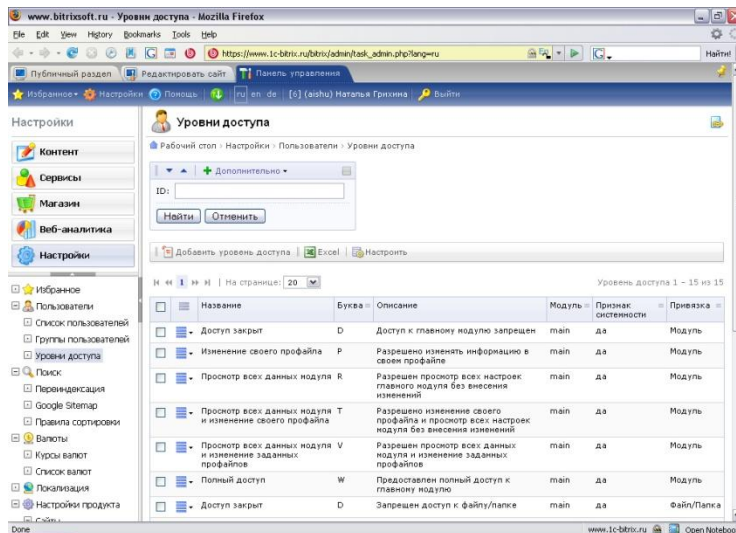 www.bitrixsoft.ru - Уровни доступа - Mozilla Firefox
File Edit View History Bookmarks Tools Help
https://www.1c-bitrix.ru/bitrix/admin/task_admin.php?lang=ru
Найти!
Публичный раздел Редактировать сайт Панель управления
Избранное Настройки Помощь ru en de [6] (aishu) Наталья Грихина Выйти
Настройки
Контент
Сервисы
Магазин
Веб-аналитика
Настройки
Избранное
Пользователи
Список пользователей
Группы пользователей
Уровни доступа
Поиск
Переиндексация
Google Sitemap
Правила сортировки
Валюты
Курсы валют
Список валют
Локализация
Настройки продукта
Сайты
Уровни доступа
Рабочий стол › Настройки › Пользователи › Уровни доступа
Дополнительно
ID:
Найти Отменить
Добавить уровень доступа Excel Настроить
1 На странице: 20 Уровень доступа 1 – 15 из 15
Название Буква Описание Модуль Признак системности Привязка
Доступ закрыт D Доступ к главному модулю запрещен main да Модуль
Изменение своего профайла P Разрешено изменять информацию в
своем профайле main да Модуль
Просмотр всех данных модуля R Разрешен просмотр всех настроек
главного модуля без внесения
изменений main да Модуль
Просмотр всех данных модуля
и изменение своего профайла T Разрешено изменение своего
профайла и просмотр всех настроек
модуля без внесения изменений main да Модуль
Просмотр всех данных модуля
и изменение заданных
профайлов V Разрешен просмотр всех данных
модуля и изменение заданных
профайлов main да Модуль
Полный доступ W Предоставлен полный доступ к
главному модулю main да Модуль
Доступ закрыт D Запрещен доступ к файлу/папке main да Файл/Папка
Done www.1c-bitrix.ru Open Notebook